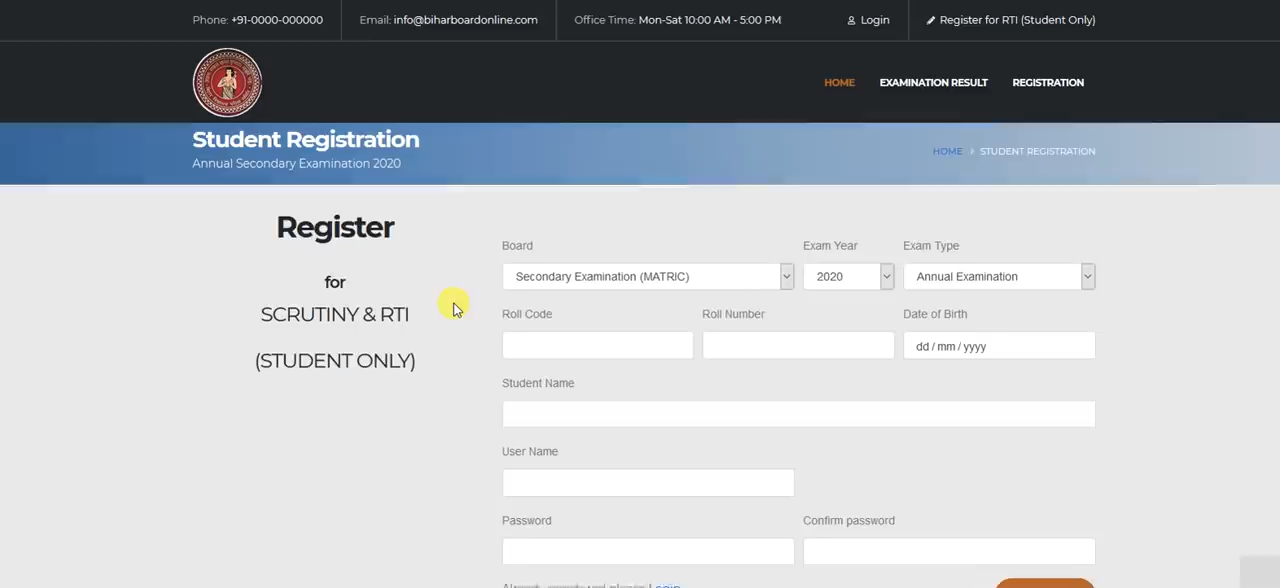 Phone: +91-0000-000000 Email: info@biharboardonline.com Office Time: Mon-Sat 10:00 AM - 5:00 PM Login Register for RTI (Student Only)
HOME EXAMINATION RESULT REGISTRATION
Student Registration
Annual Secondary Examination 2020
HOME > STUDENT REGISTRATION
Register
for
SCRUTINY & RTI
(STUDENT ONLY)
Board Exam Year Exam Type
Secondary Examination (MATRIC) 2020 Annual Examination
Roll Code Roll Number Date of Birth
dd / mm / yyyy
Student Name
User Name
Password Confirm password
Login